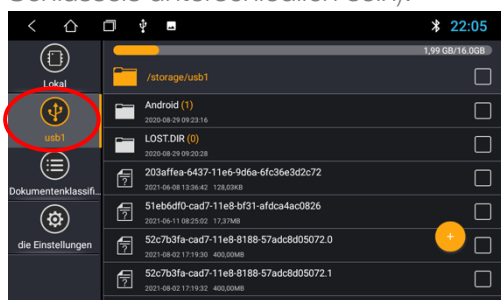 22:05
1,99 GB/16.0GB
Lokal
/storage/usb1
usb1
Android (1)
2020-08-29 09:23:16
LOST.DIR (0)
2020-08-29 09:20:28
Dokumentenklassifi...
203affea-6437-11e6-9d6a-6fc36e3d2c72
2021-06-08 13:36:42 128,03KB
51eb6df0-cad7-11e8-bf31-afdca4ac0826
2021-06-11 08:25:02 17,37MB
die Einstellungen
52c7b3fa-cad7-11e8-8188-57adc8d05072.0
2021-08-02 17:19:30 400,00MB
52c7b3fa-cad7-11e8-8188-57adc8d05072.1
2021-08-02 17:19:32 400,00MB